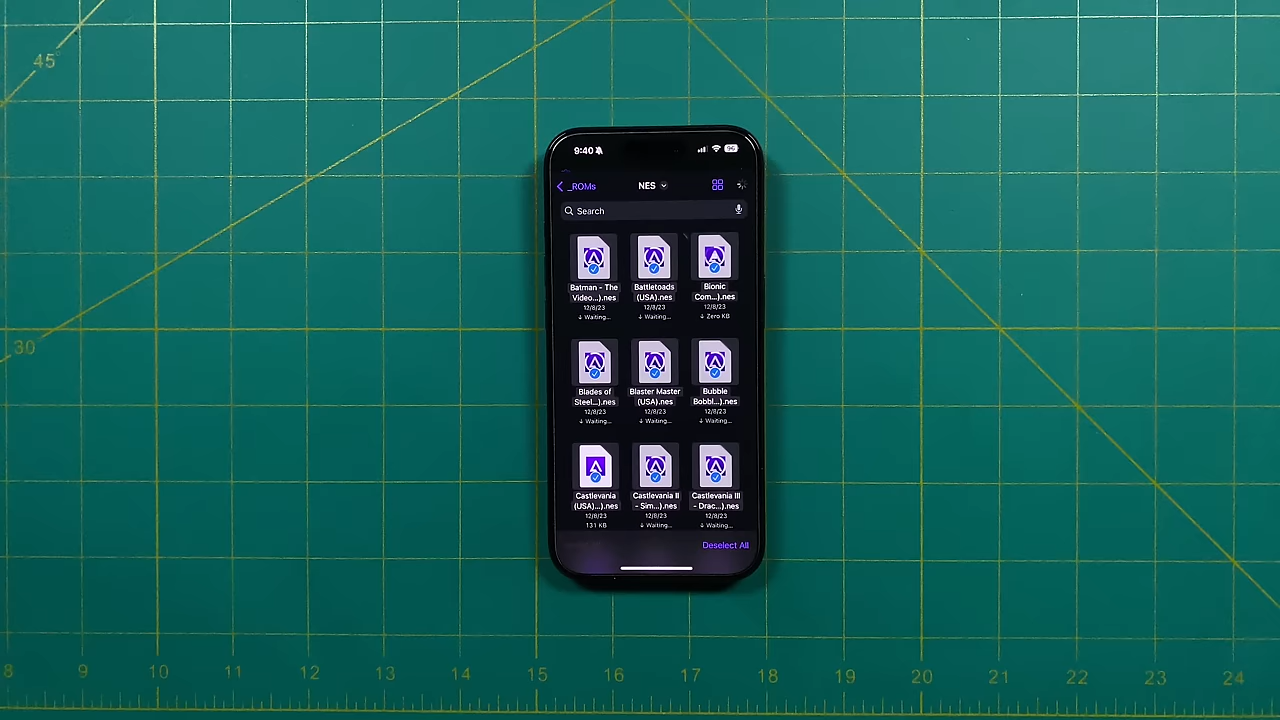 45°
9:40
96
_ROMs
NES
Search
Batman - The
Video...).nes
12/8/23
Waiting...
Battletoads
(USA).nes
12/8/23
Waiting...
Bionic
Com...).nes
12/8/23
Zero KB
Blades of
Steel...).nes
12/8/23
Waiting...
Blaster Master
(USA).nes
12/8/23
Waiting...
Bubble
Bobbl...).nes
12/8/23
Waiting...
Castlevania
(USA)....nes
12/8/23
131 KB
Castlevania II
- Sim...).nes
12/8/23
Waiting...
Castlevania III
- Drac...).nes
12/8/23
Waiting...
Deselect All
30
8 9 10 11 12 13 14 15 16 17 18 19 20 21 22 23 24